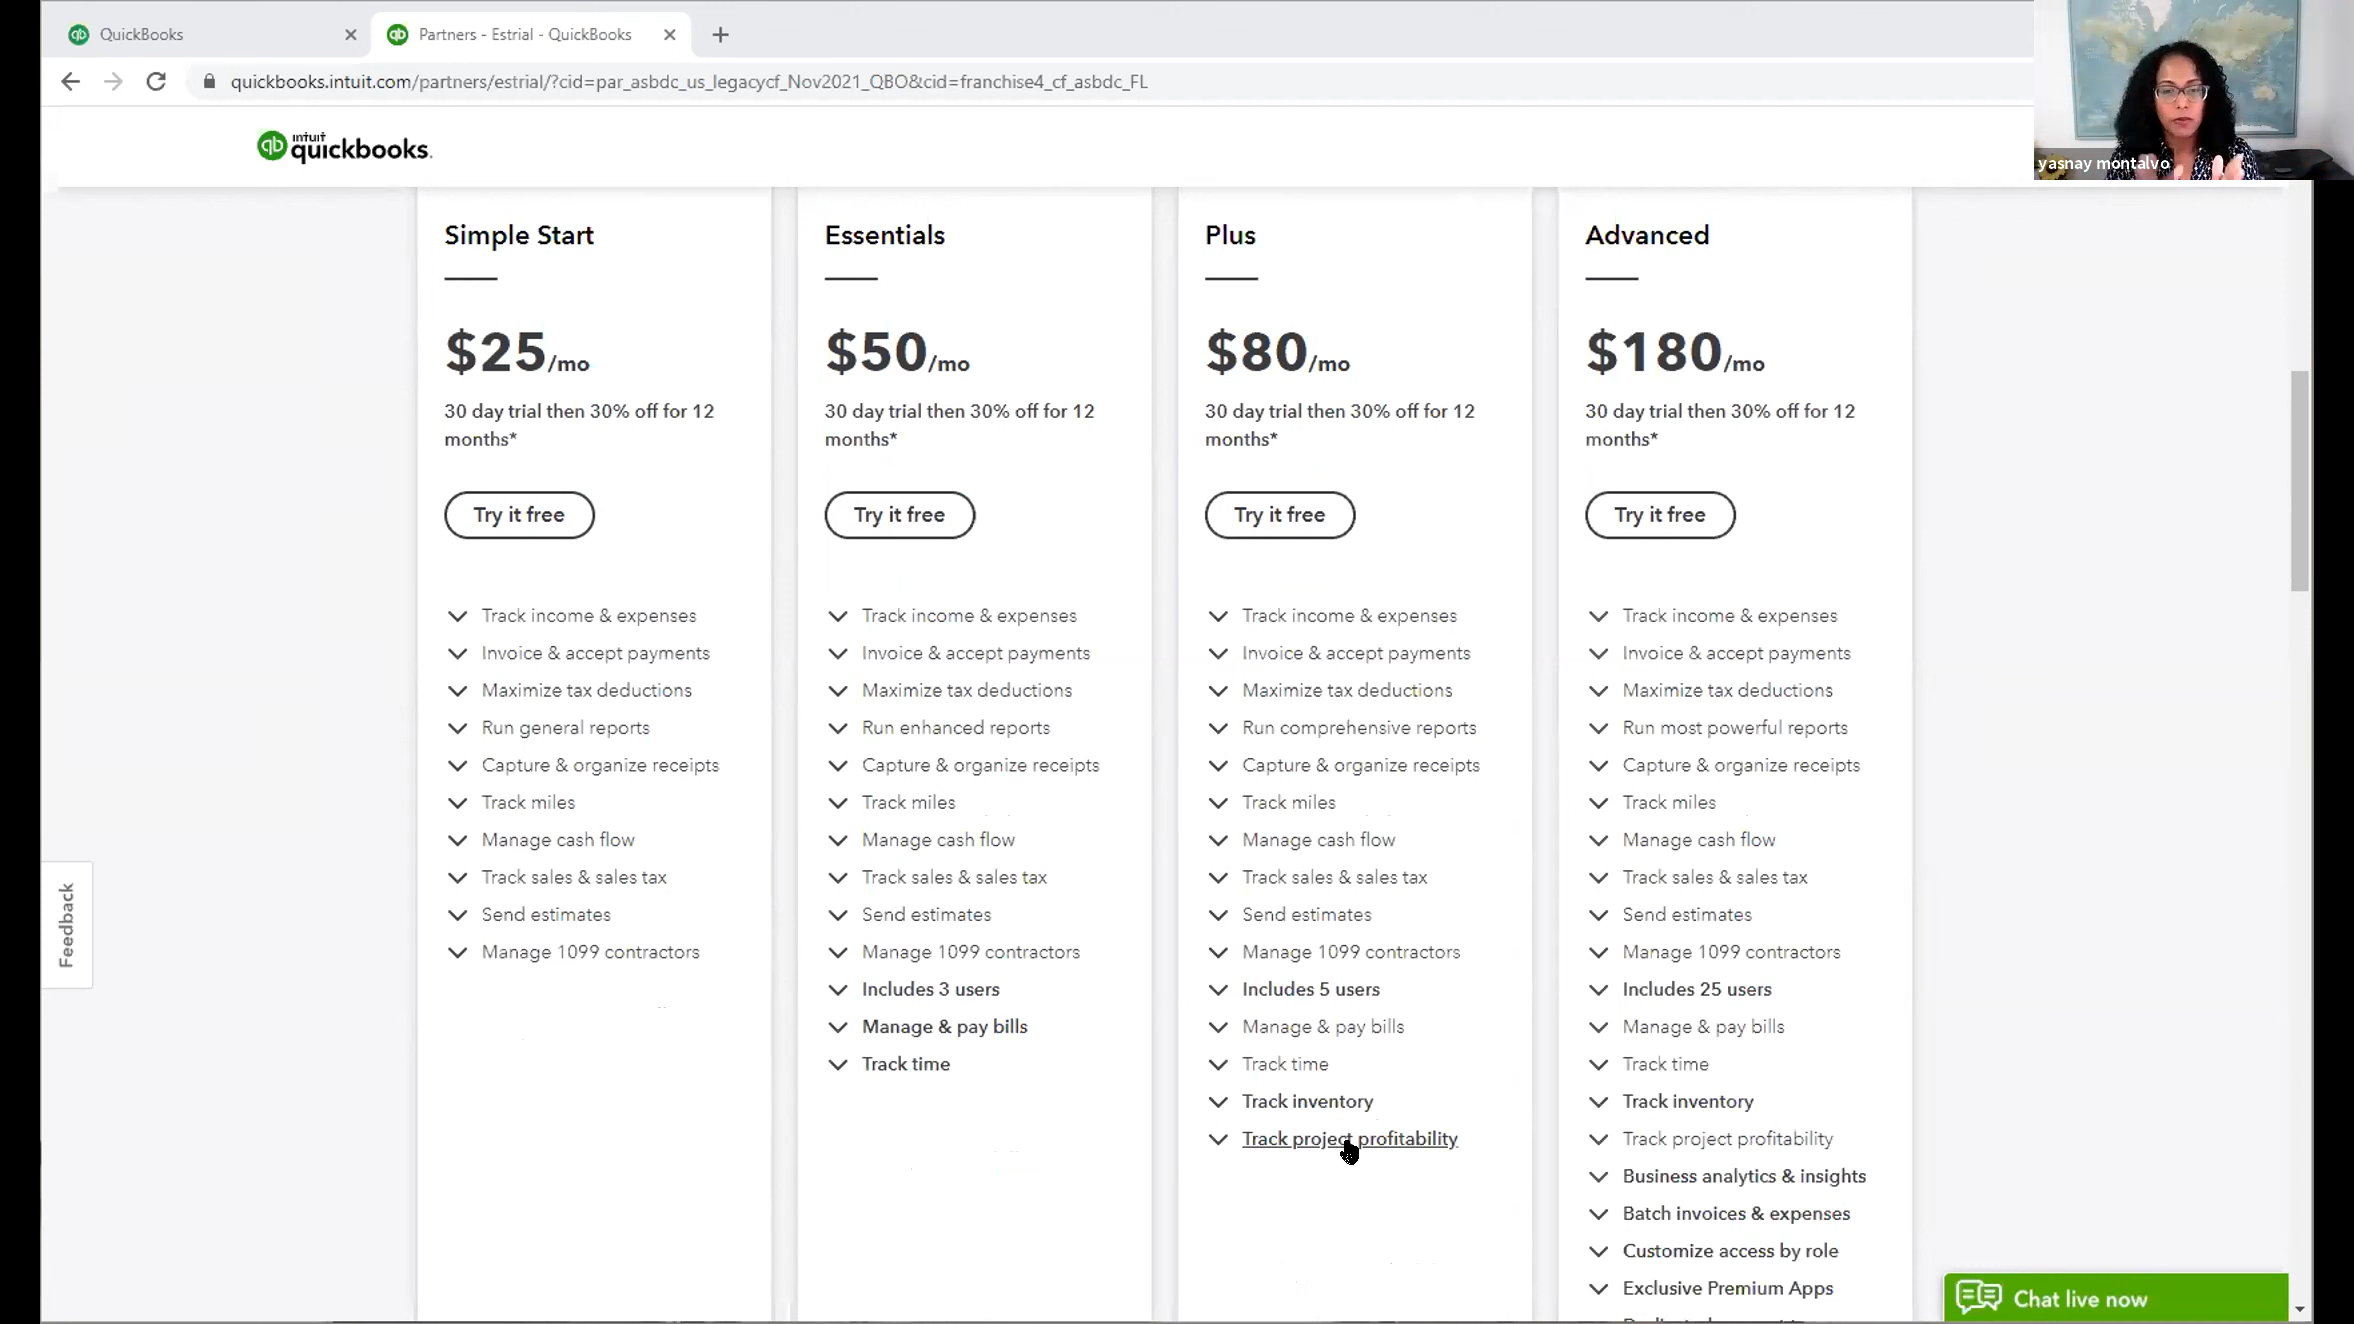 QuickBooks
Partners - Estrial - QuickBooks
quickbooks.intuit.com/partners/estrial/?cid=par_asbdc_us_legacycf_Nov2021_QBO&cid=franchise4_cf_asbdc_FL
yasnay montalvo
qb intuit quickbooks.
Simple Start
$25/mo
30 day trial then 30% off for 12
months*
Try it free
Track income & expenses
Invoice & accept payments
Maximize tax deductions
Run general reports
Capture & organize receipts
Track miles
Manage cash flow
Track sales & sales tax
Send estimates
Manage 1099 contractors
Essentials
$50/mo
30 day trial then 30% off for 12
months*
Try it free
Track income & expenses
Invoice & accept payments
Maximize tax deductions
Run enhanced reports
Capture & organize receipts
Track miles
Manage cash flow
Track sales & sales tax
Send estimates
Manage 1099 contractors
Includes 3 users
Manage & pay bills
Track time
Plus
$80/mo
30 day trial then 30% off for 12
months*
Try it free
Track income & expenses
Invoice & accept payments
Maximize tax deductions
Run comprehensive reports
Capture & organize receipts
Track miles
Manage cash flow
Track sales & sales tax
Send estimates
Manage 1099 contractors
Includes 5 users
Manage & pay bills
Track time
Track inventory
Track project profitability
Advanced
$180/mo
30 day trial then 30% off for 12
months*
Try it free
Track income & expenses
Invoice & accept payments
Maximize tax deductions
Run most powerful reports
Capture & organize receipts
Track miles
Manage cash flow
Track sales & sales tax
Send estimates
Manage 1099 contractors
Includes 25 users
Manage & pay bills
Track time
Track inventory
Track project profitability
Business analytics & insights
Batch invoices & expenses
Customize access by role
Exclusive Premium Apps
Feedback
Chat live now